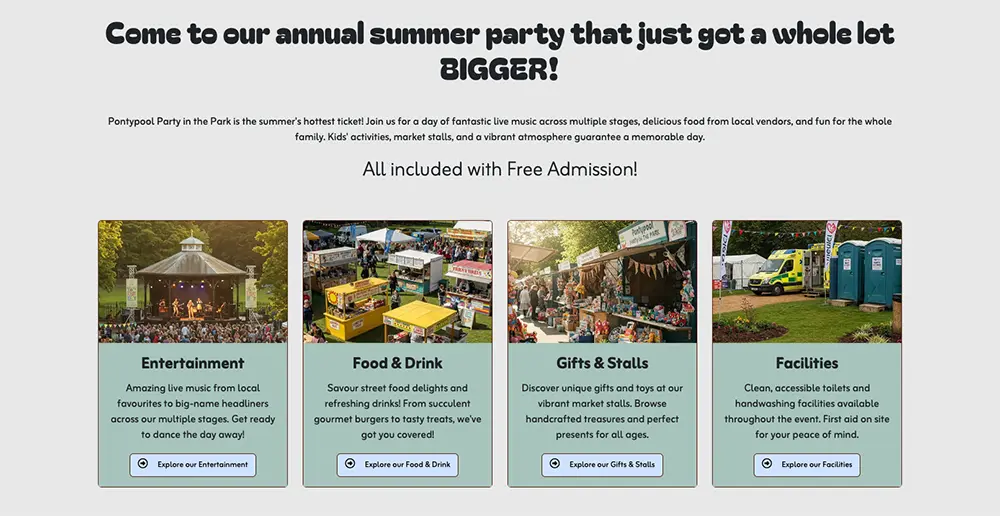 Come to our annual summer party that just got a whole lot
BIGGER!
Pontypool Party in the Park is the summer's hottest ticket! Join us for a day of fantastic live music across multiple stages, delicious food from local vendors, and fun for the whole
family. Kids' activities, market stalls, and a vibrant atmosphere guarantee a memorable day.
All included with Free Admission!
Pontypool
Entertainment
Amazing live music from local
favourites to big-name headliners
across our multiple stages. Get ready
to dance the day away!
Explore our Entertainment
Food & Drink
Savour street food delights and
refreshing drinks! From succulent
gourmet burgers to tasty treats, we've
got you covered!
Explore our Food & Drink
Gifts & Stalls
Discover unique gifts and toys at our
vibrant market stalls. Browse
handcrafted treasures and perfect
presents for all ages.
Explore our Gifts & Stalls
Facilities
Clean, accessible toilets and
handwashing facilities available
throughout the event. First aid on site
for your peace of mind.
Explore our Facilities